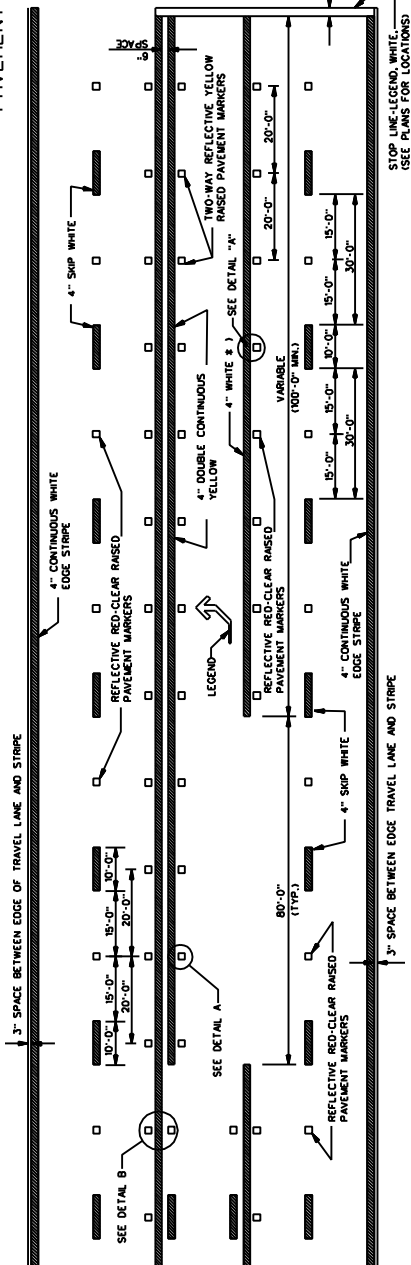 PAVEMENT
3" SPACE BETWEEN EDGE OF TRAVEL LANE AND STRIPE
4" CONTINUOUS WHITE
EDGE STRIPE
4" SKIP WHITE
REFLECTIVE RED-CLEAR RAISED
PAVEMENT MARKERS
10'-0"
15'-0"
15'-0"
10'-0"
20'-0"
20'-0"
6"
SPACE
SEE DETAIL B
SEE DETAIL A
TWO-WAY REFLECTIVE YELLOW
RAISED PAVEMENT MARKERS
4" DOUBLE CONTINUOUS
YELLOW
LEGEND
4" WHITE * )
SEE DETAIL "A"
20'-0"
20'-0"
REFLECTIVE RED-CLEAR RAISED
PAVEMENT MARKERS
80'-0"
(TYP.)
VARIABLE
(100'-0" MIN.)
15'-0"
15'-0"
10'-0"
15'-0"
15'-0"
30'-0"
30'-0"
REFLECTIVE RED-CLEAR RAISED
PAVEMENT MARKERS
4" SKIP WHITE
4" CONTINUOUS WHITE
EDGE STRIPE
3" SPACE BETWEEN EDGE TRAVEL LANE AND STRIPE
STOP LINE-LEGEND, WHITE,
(SEE PLANS FOR LOCATIONS)